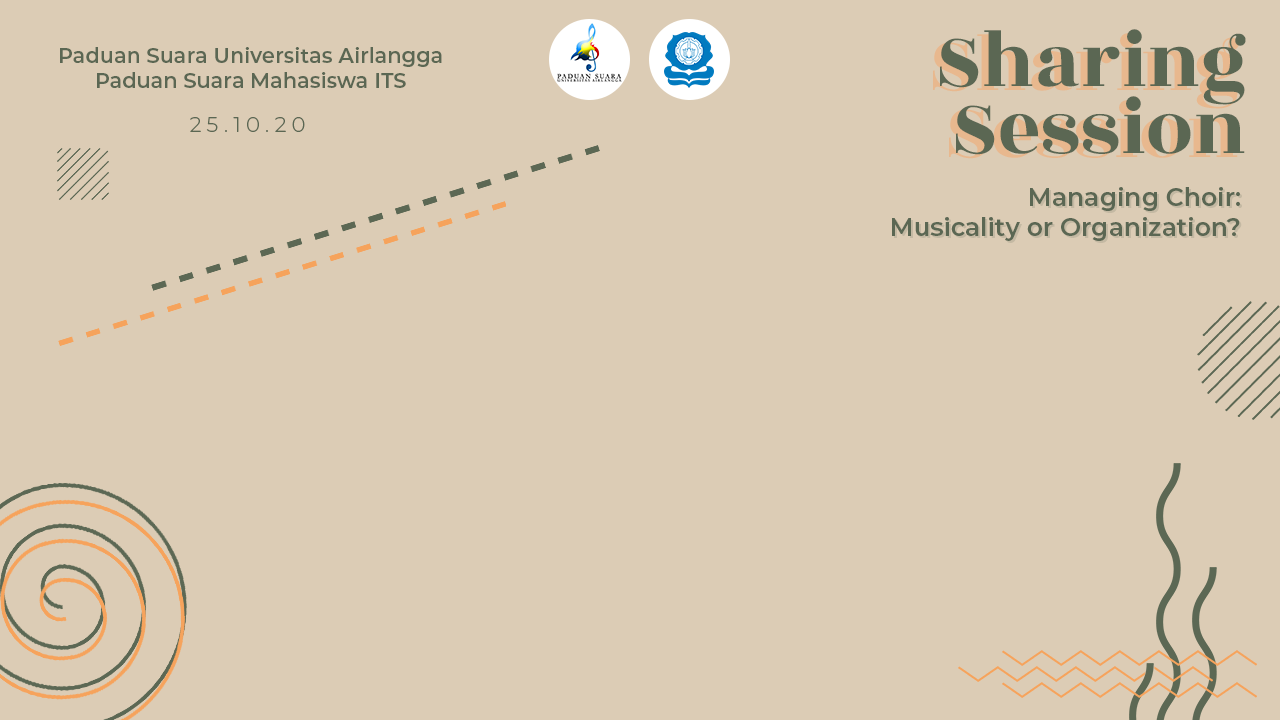 Paduan Suara Universitas Airlangga
Paduan Suara Mahasiswa ITS
25.10.20
PADUAN SUARA
UNIVERSITAS AIRLANGGA
Sharing
Session
Managing Choir:
Musicality or Organization?